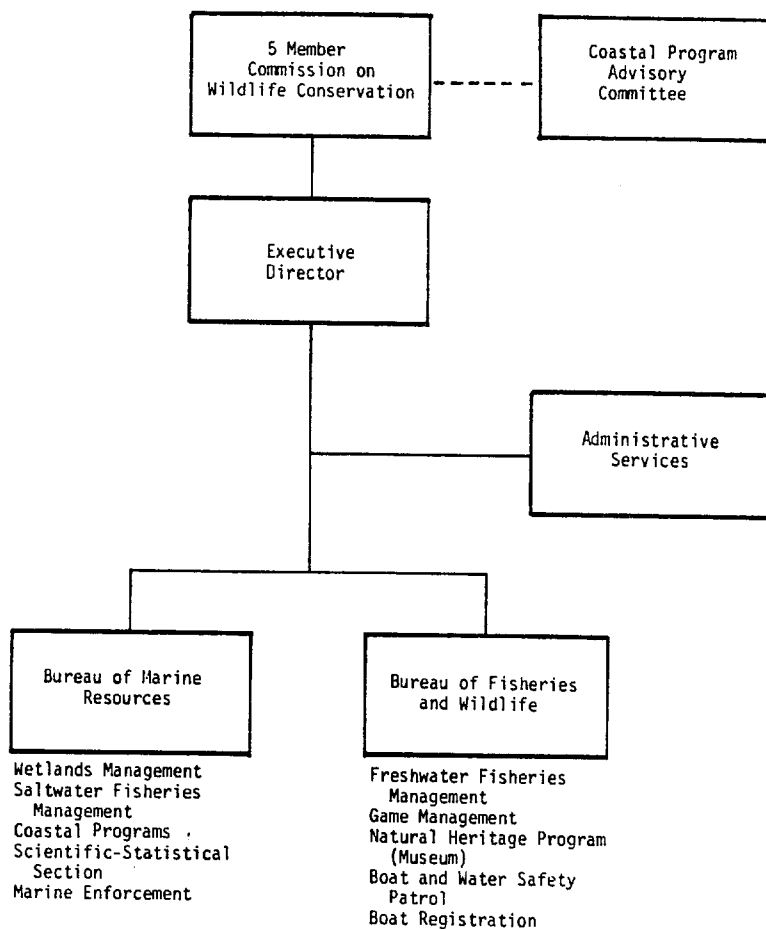 5 Member
Commission on
Wildlife Conservation
Coastal Program
Advisory
Committee
Executive
Director
Administrative
Services
Bureau of Marine
Resources
Bureau of Fisheries
and Wildlife
Wetlands Management
Saltwater Fisheries
Management
Coastal Programs
Scientific-Statistical
Section
Marine Enforcement
Freshwater Fisheries
Management
Game Management
Natural Heritage Program
(Museum)
Boat and Water Safety
Patrol
Boat Registration